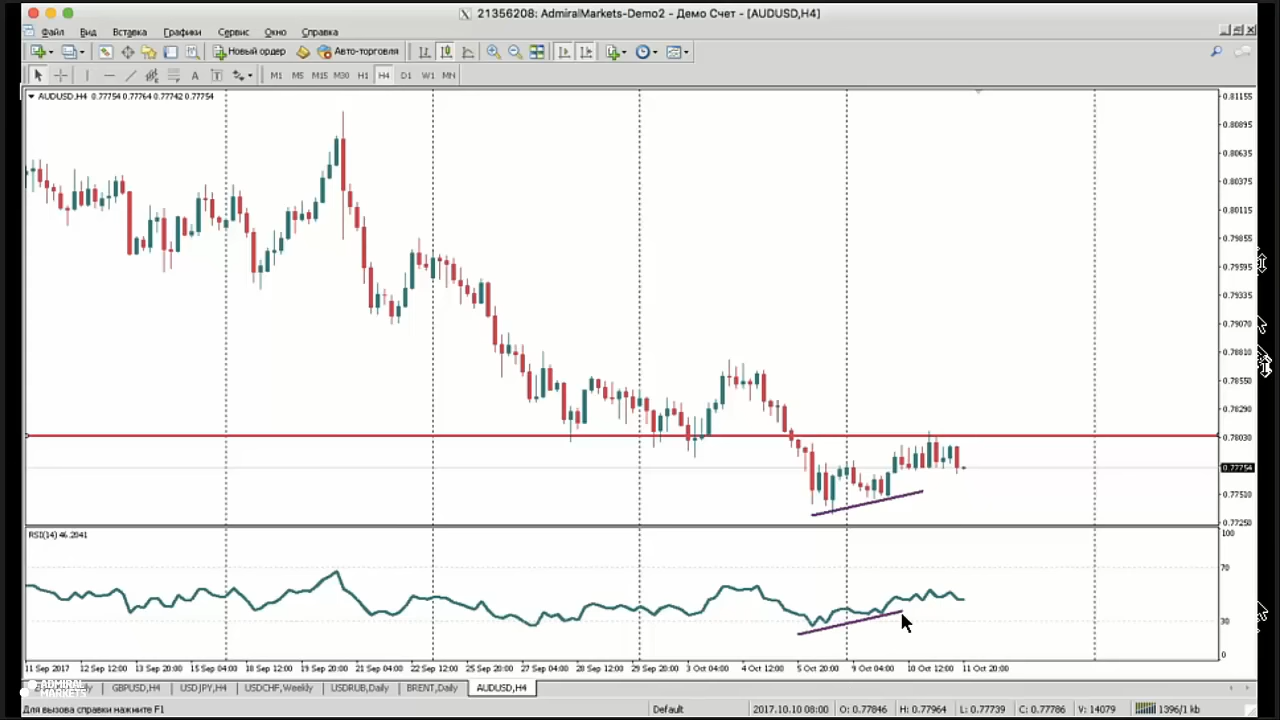 21356208: AdmiralMarkets-Demo2 - Демо Счет - [AUDUSD,H4]
Файл Вид Вставка Графики Сервис Окно Справка
Новый ордер Авто-торговля
A T M1 M5 M15 M30 H1 H4 D1 W1 MN
AUDUSD,H4 0.77754 0.77764 0.77742 0.77754
0.81155
0.80895
0.80635
0.80375
0.80115
0.79855
0.79595
0.79335
0.79070
0.78810
0.78550
0.78290
0.78030
0.77754
0.77510
0.77250
RSI(14) 46.2041
100
70
30
0
11 Sep 2017 12 Sep 12:00 13 Sep 20:00 15 Sep 04:00 18 Sep 12:00 19 Sep 20:00 21 Sep 04:00 22 Sep 12:00 25 Sep 20:00 27 Sep 04:00 28 Sep 12:00 29 Sep 20:00 3 Oct 04:00 4 Oct 12:00 5 Oct 20:00 9 Oct 04:00 10 Oct 12:00 11 Oct 20:00
GBPUSD,H4 USDJPY,H4 USDCHF,Weekly USDRUB,Daily BRENT,Daily AUDUSD,H4
ADMIRAL
MARKETS
Для вызова справки нажмите F1 Default 2017.10.10 08:00 O: 0.77846 H: 0.77964 L: 0.77739 C: 0.77786 V: 14079 1396/1 kb